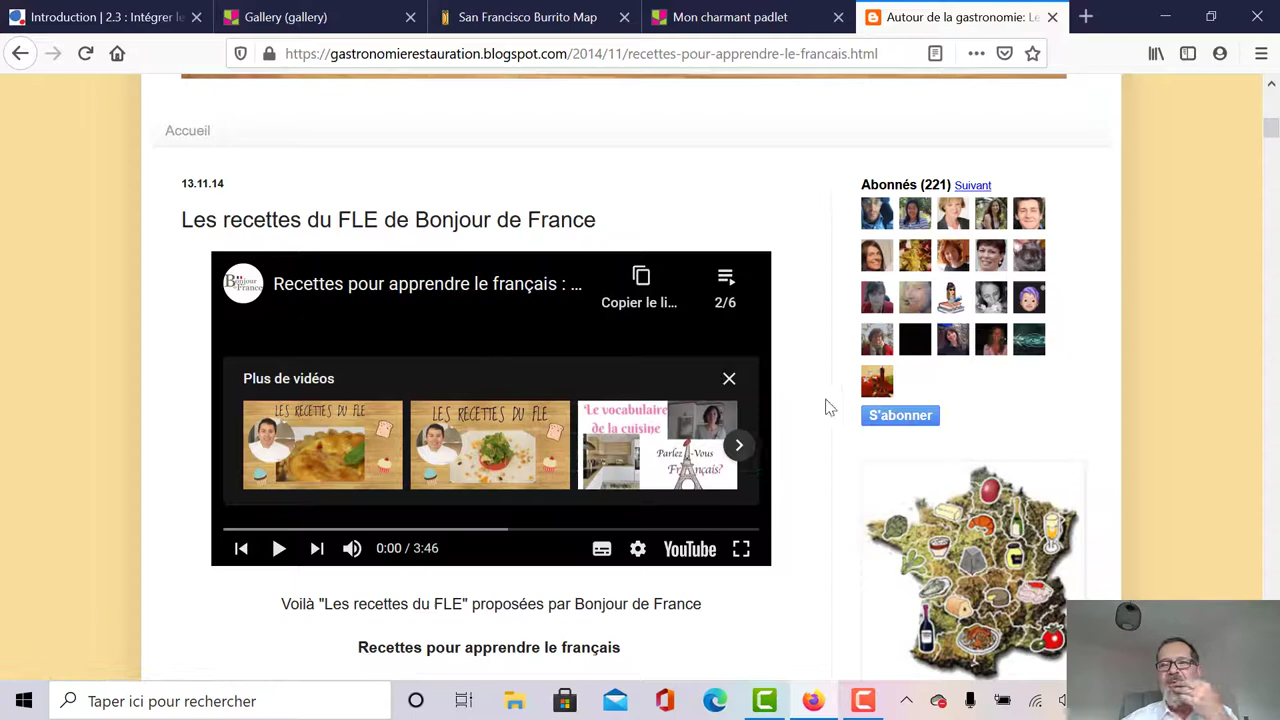 Introduction | 2.3 : Intégrer le
Gallery (gallery)
San Francisco Burrito Map
Mon charmant padlet
Autour de la gastronomie: Le
https://gastronomierestauration.blogspot.com/2014/11/recettes-pour-apprendre-le-francais.html
Accueil
13.11.14
Les recettes du FLE de Bonjour de France
Bonjour de France
Recettes pour apprendre le français : ...
Copier le li...
2/6
Plus de vidéos
LES RECETTES DU FLE
LES RECETTES DU FLE
Le vocabulaire
de la cuisine
Parlez-Vous
Français?
0:00 / 3:46
YouTube
Voilà "Les recettes du FLE" proposées par Bonjour de France
Recettes pour apprendre le français
Abonnés (221) Suivant
S'abonner
Taper ici pour rechercher